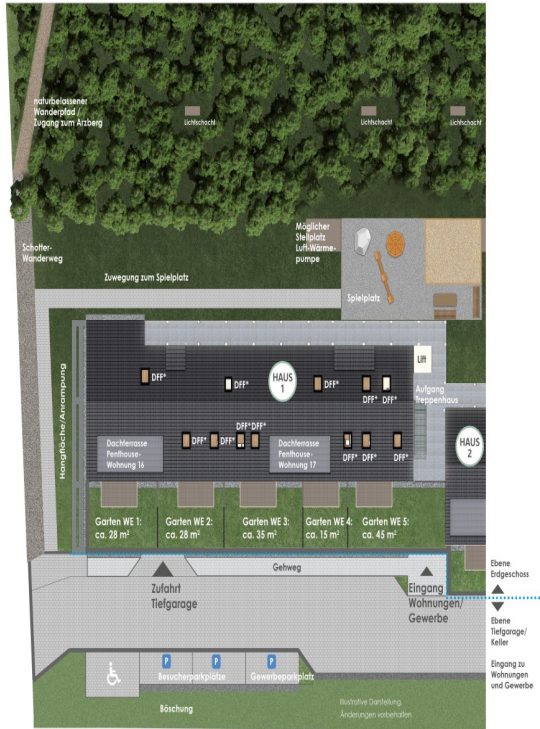 naturbelassener
Wanderpfad /
Zugang zum Arzberg
Lichtschacht
Lichtschacht
Lichtschacht
Möglicher
Stellplatz
Luft-Wärme-
pumpe
Schotter-
Wanderweg
Zuwegung zum Spielplatz
Spielplatz
Hangfläche/Anrampung
Lift
Aufgang
Treppenhaus
HAUS
1
DFF*
DFF*
DFF*
DFF*
DFF*
HAUS
2
Dachterrasse
Penthouse-
Wohnung 16
DFF*
DFF*
DFF*
DFF*
Dachterrasse
Penthouse-
Wohnung 17
DFF*
DFF*
DFF*
Garten WE 1:
ca. 28 m²
Garten WE 2:
ca. 28 m²
Garten WE 3:
ca. 35 m²
Garten WE 4:
ca. 15 m²
Garten WE 5:
ca. 45 m²
Gehweg
Zufahrt
Tiefgarage
Eingang
Wohnungen/
Gewerbe
Ebene
Erdgeschoss
Ebene
Tiefgarage/
Keller
Eingang zu
Wohnungen
und Gewerbe
P
P
P
Besucherparkplätze
Gewerbeparkplatz
Böschung
Illustrative Darstellung,
Änderungen vorbehalten